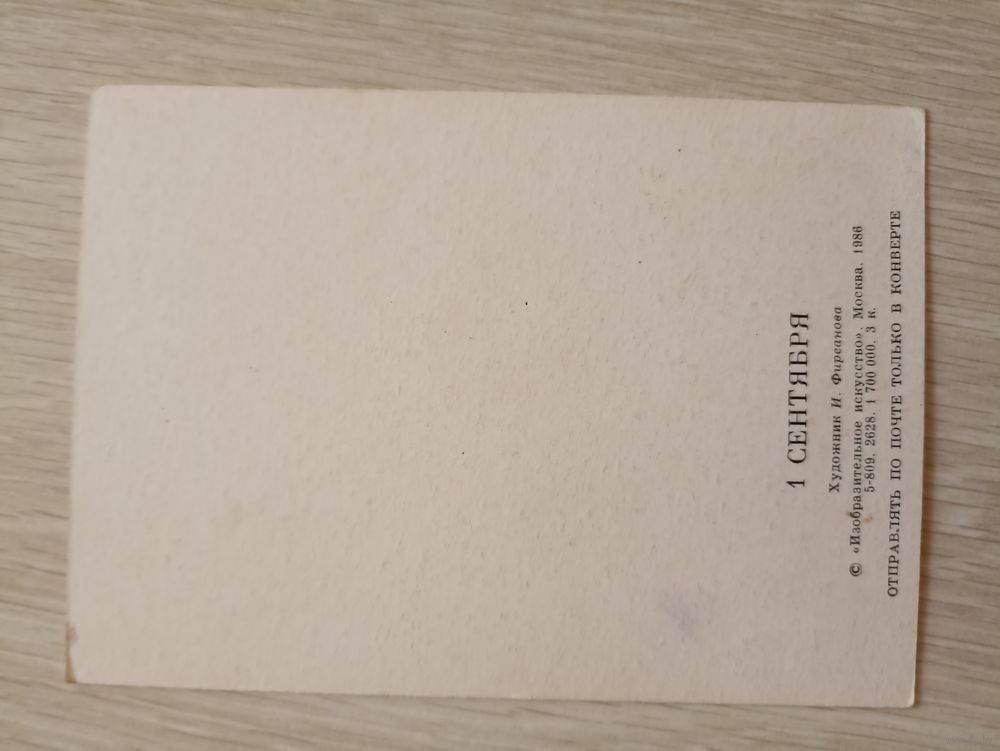 1 СЕНТЯБРЯ
Художник И. Фирсанова
© «Изобразительное искусство». Москва. 1986
5-809. 2628. 1 700 000. 3 к.
ОТПРАВЛЯТЬ ПО ПОЧТЕ ТОЛЬКО В КОНВЕРТЕ